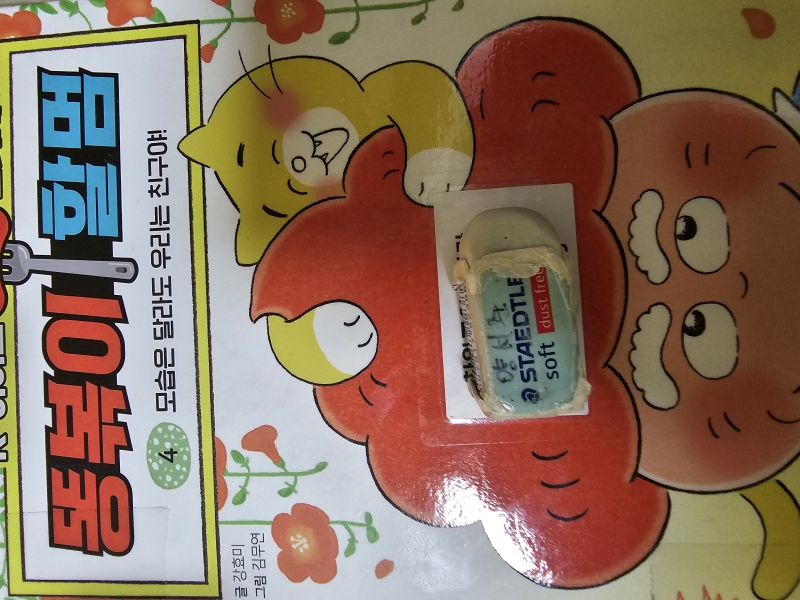 똥볶이 할멈
4 모습은 달라도 우리는 친구야!
글 강효미
그림 김무연
STAEDTLE
soft dust free